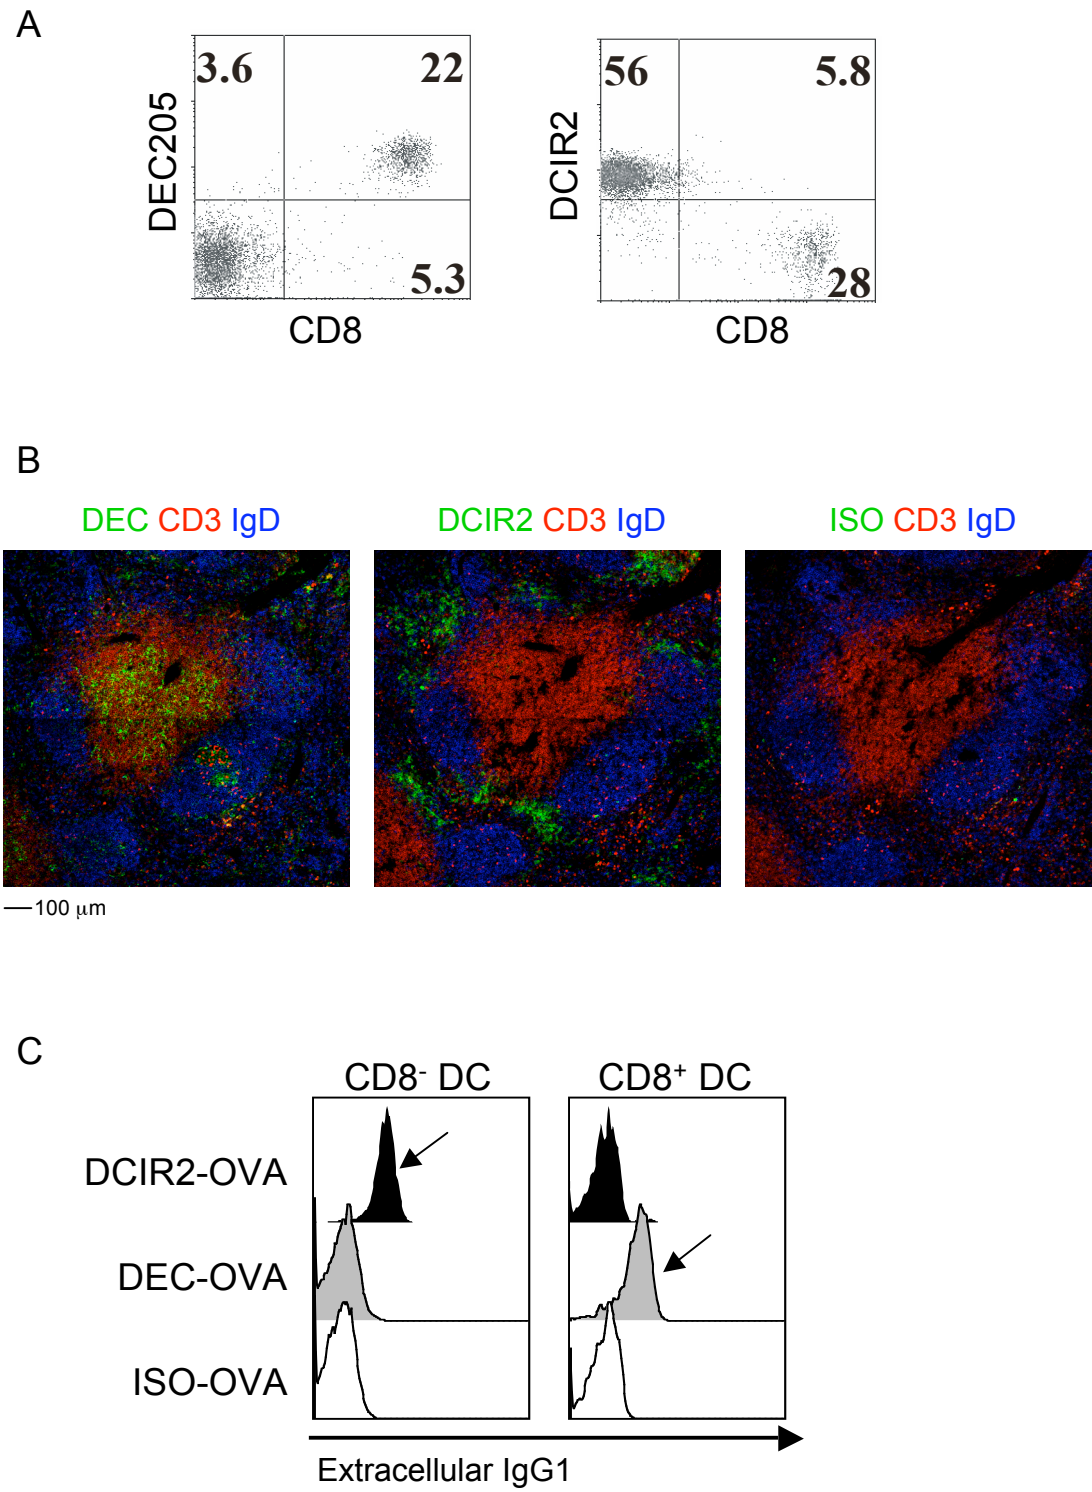 A
3.6 22
5.3
DEC205
CD8
56 5.8
28
DCIR2
CD8
B
DEC CD3 IgD
DCIR2 CD3 IgD
ISO CD3 IgD
100 μm
C
CD8⁻ DC
CD8⁺ DC
DCIR2-OVA
DEC-OVA
ISO-OVA
Extracellular IgG1